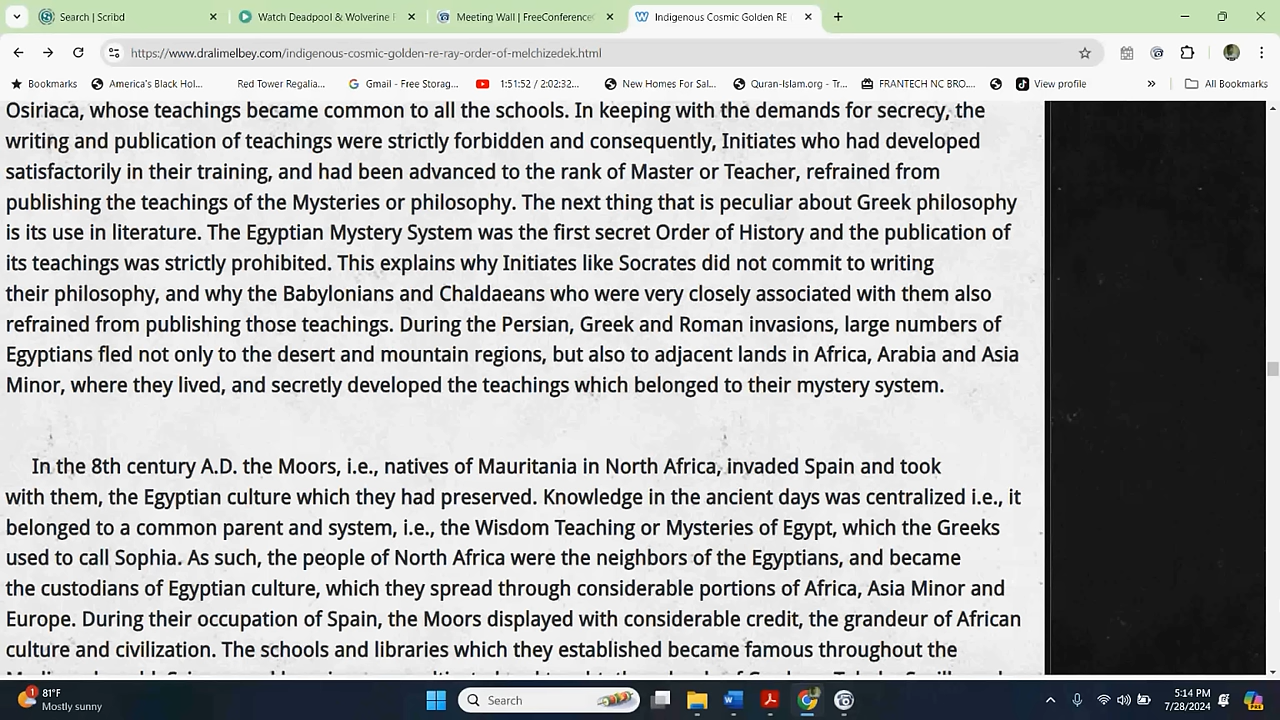 Search | Scribd
Watch Deadpool & Wolverine F
Meeting Wall | FreeConference
Indigenous Cosmic Golden RE
https://www.dralimelbey.com/indigenous-cosmic-golden-re-ray-order-of-melchizedek.html
Bookmarks America's Black Hol... Red Tower Regalia... Gmail - Free Storag... 1:51:52 / 2:02:32... New Homes For Sal... Quran-Islam.org - Tr... FRANTECH NC BRO... View profile » All Bookmarks
Osiriaca, whose teachings became common to all the schools. In keeping with the demands for secrecy, the
writing and publication of teachings were strictly forbidden and consequently, Initiates who had developed
satisfactorily in their training, and had been advanced to the rank of Master or Teacher, refrained from
publishing the teachings of the Mysteries or philosophy. The next thing that is peculiar about Greek philosophy
is its use in literature. The Egyptian Mystery System was the first secret Order of History and the publication of
its teachings was strictly prohibited. This explains why Initiates like Socrates did not commit to writing
their philosophy, and why the Babylonians and Chaldaeans who were very closely associated with them also
refrained from publishing those teachings. During the Persian, Greek and Roman invasions, large numbers of
Egyptians fled not only to the desert and mountain regions, but also to adjacent lands in Africa, Arabia and Asia
Minor, where they lived, and secretly developed the teachings which belonged to their mystery system.
In the 8th century A.D. the Moors, i.e., natives of Mauritania in North Africa, invaded Spain and took
with them, the Egyptian culture which they had preserved. Knowledge in the ancient days was centralized i.e., it
belonged to a common parent and system, i.e., the Wisdom Teaching or Mysteries of Egypt, which the Greeks
used to call Sophia. As such, the people of North Africa were the neighbors of the Egyptians, and became
the custodians of Egyptian culture, which they spread through considerable portions of Africa, Asia Minor and
Europe. During their occupation of Spain, the Moors displayed with considerable credit, the grandeur of African
culture and civilization. The schools and libraries which they established became famous throughout the
1
81°F
Mostly sunny
Search
5:14 PM
7/28/2024